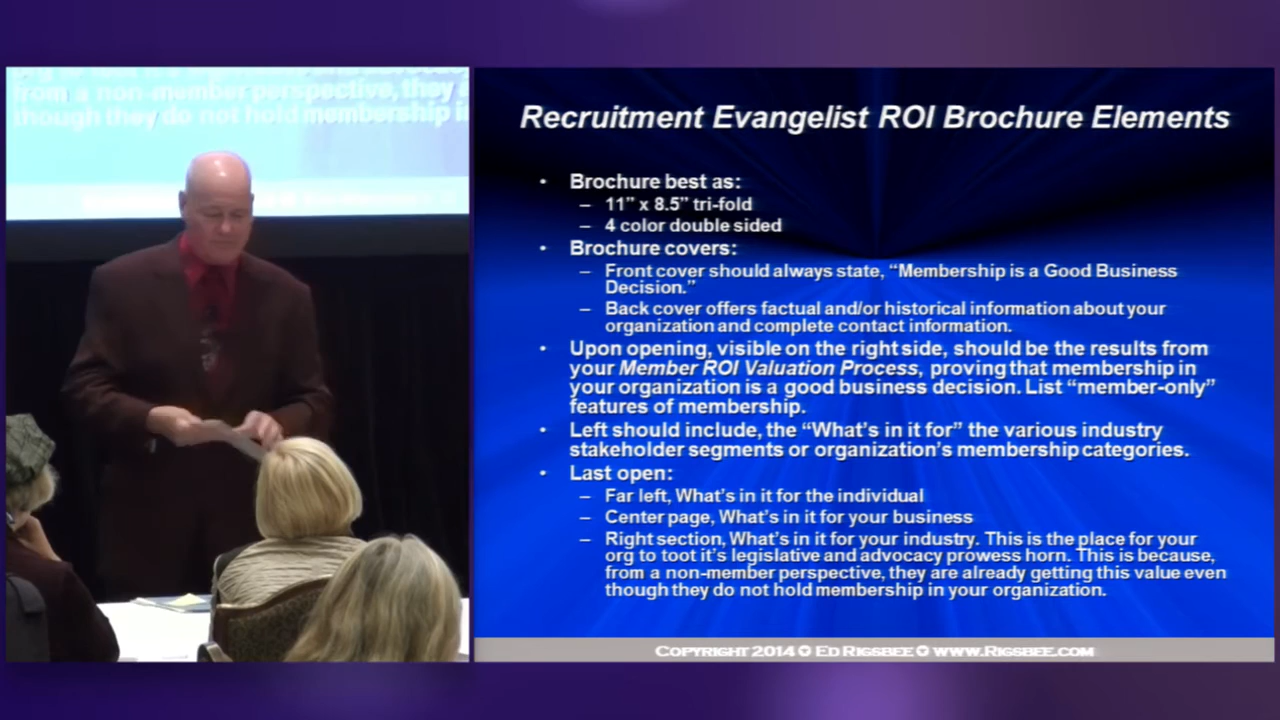 from a non-member perspective, they a
though they do not hold membership i
Recruitment Evangelist ROI Brochure Elements
• Brochure best as:
– 11” x 8.5” tri-fold
– 4 color double sided
• Brochure covers:
– Front cover should always state, “Membership is a Good Business
Decision.”
– Back cover offers factual and/or historical information about your
organization and complete contact information.
• Upon opening, visible on the right side, should be the results from
your Member ROI Valuation Process, proving that membership in
your organization is a good business decision. List “member-only”
features of membership.
• Left should include, the “What’s in it for” the various industry
stakeholder segments or organization’s membership categories.
• Last open:
– Far left, What’s in it for the individual
– Center page, What’s in it for your business
– Right section, What’s in it for your industry. This is the place for your
org to toot it’s legislative and advocacy prowess horn. This is because,
from a non-member perspective, they are already getting this value even
though they do not hold membership in your organization.
Copyright 2014 ✪ Ed Rigsbee ✪ www.Rigsbee.com